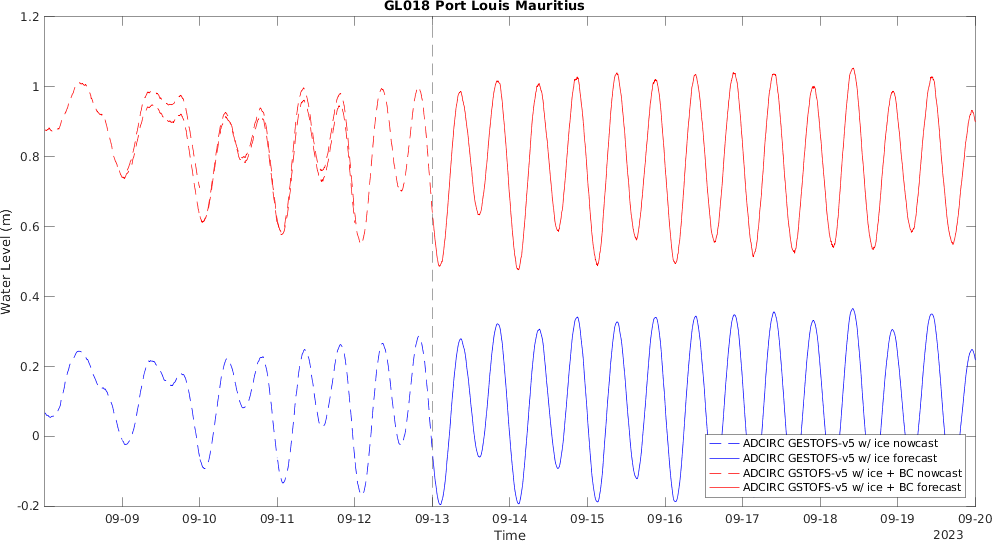 GL018 Port Louis Mauritius
1.2
1
0.8
0.6
0.4
0.2
0
-0.2
Water Level (m)
ADCIRC GESTOFS-v5 w/ ice nowcast
ADCIRC GESTOFS-v5 w/ ice forecast
ADCIRC GSTOFS-v5 w/ ice + BC nowcast
ADCIRC GSTOFS-v5 w/ ice + BC forecast
09-09 09-10 09-11 09-12 09-13 09-14 09-15 09-16 09-17 09-18 09-19 09-20
Time
2023